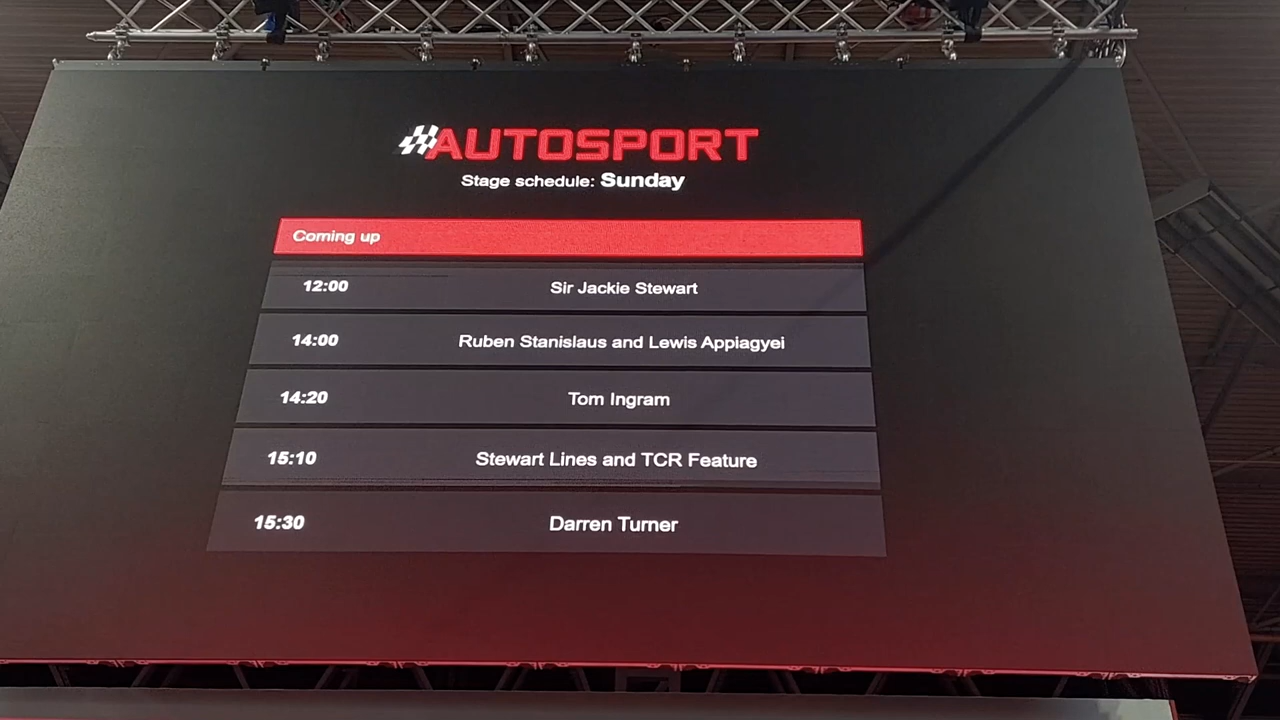 AUTOSPORT
Stage schedule: Sunday
Coming up
12:00 Sir Jackie Stewart
14:00 Ruben Stanislaus and Lewis Appiagyei
14:20 Tom Ingram
15:10 Stewart Lines and TCR Feature
15:30 Darren Turner